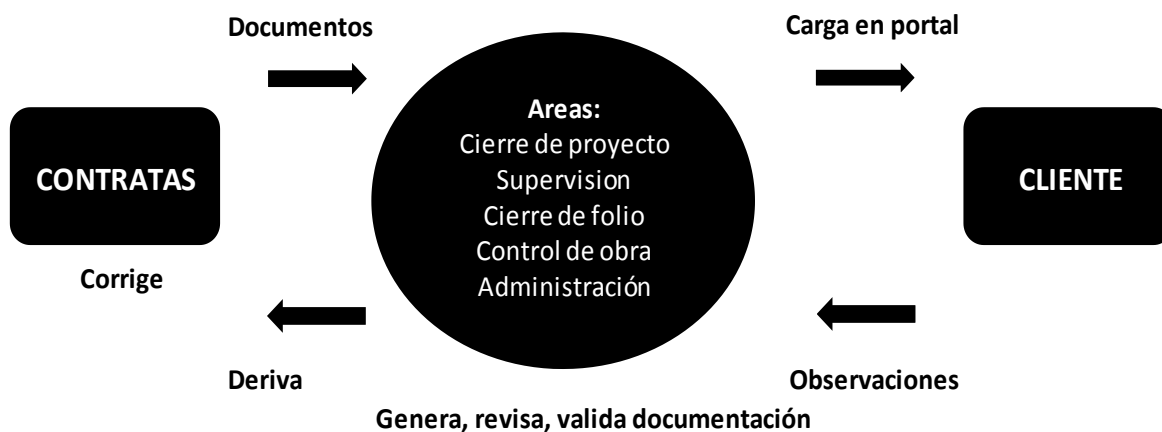 Documentos
Carga en portal
Areas:
Cierre de proyecto
Supervision
Cierre de folio
Control de obra
Administración
CONTRATAS
CLIENTE
Corrige
Deriva
Observaciones
Genera, revisa, valida documentación